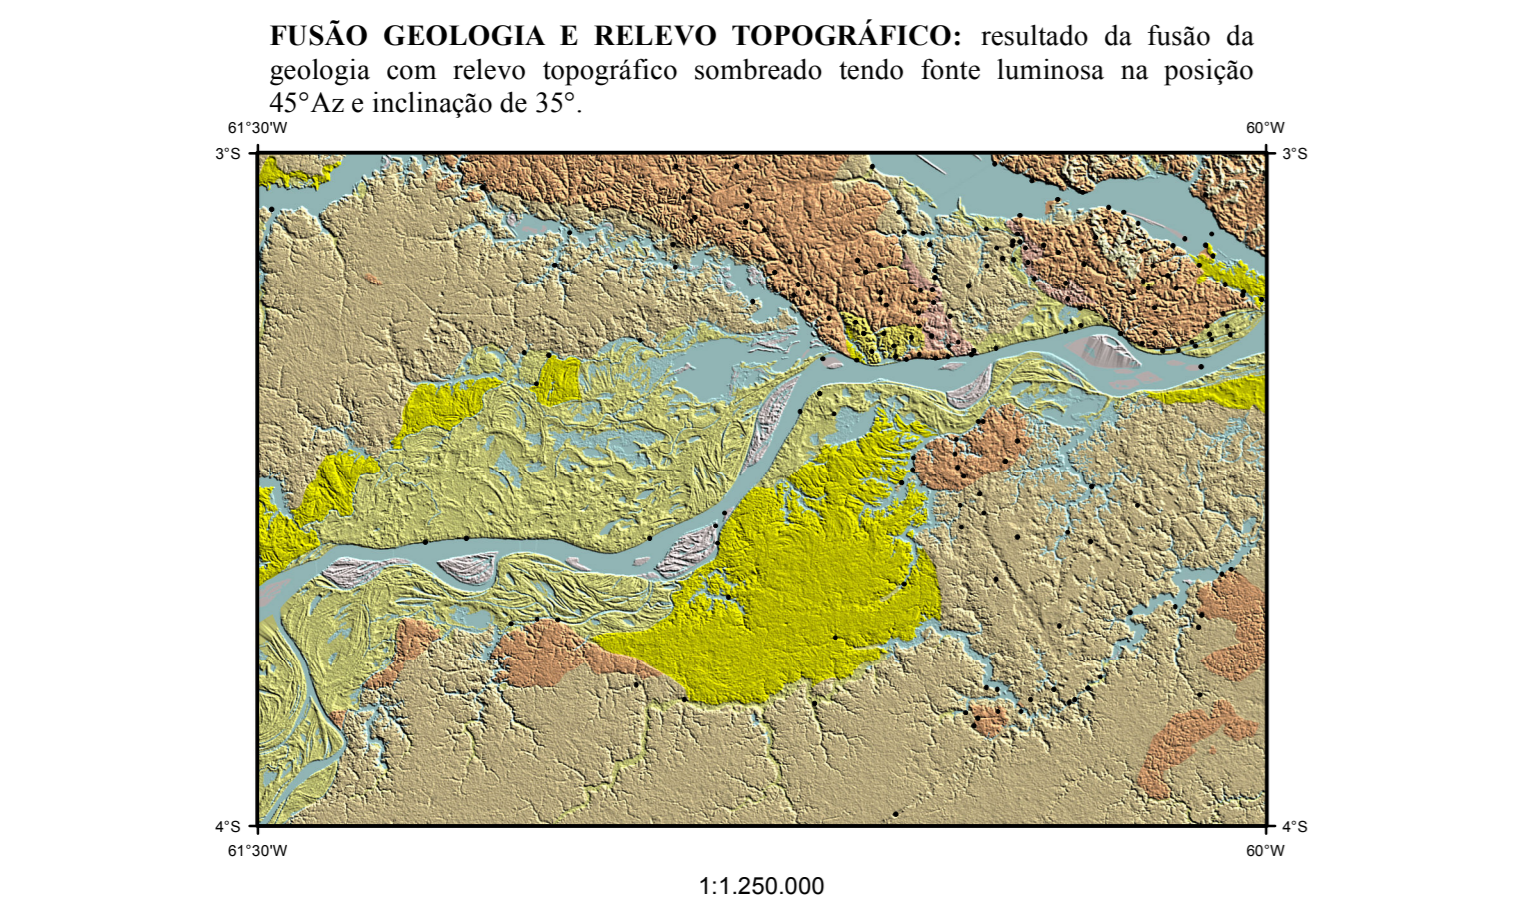 FUSÃO GEOLOGIA E RELEVO TOPOGRÁFICO: resultado da fusão da
geologia com relevo topográfico sombreado tendo fonte luminosa na posição
45°Az e inclinação de 35°.
61°30'W 60°W
3°S 3°S
4°S 4°S
61°30'W 60°W
1:1.250.000